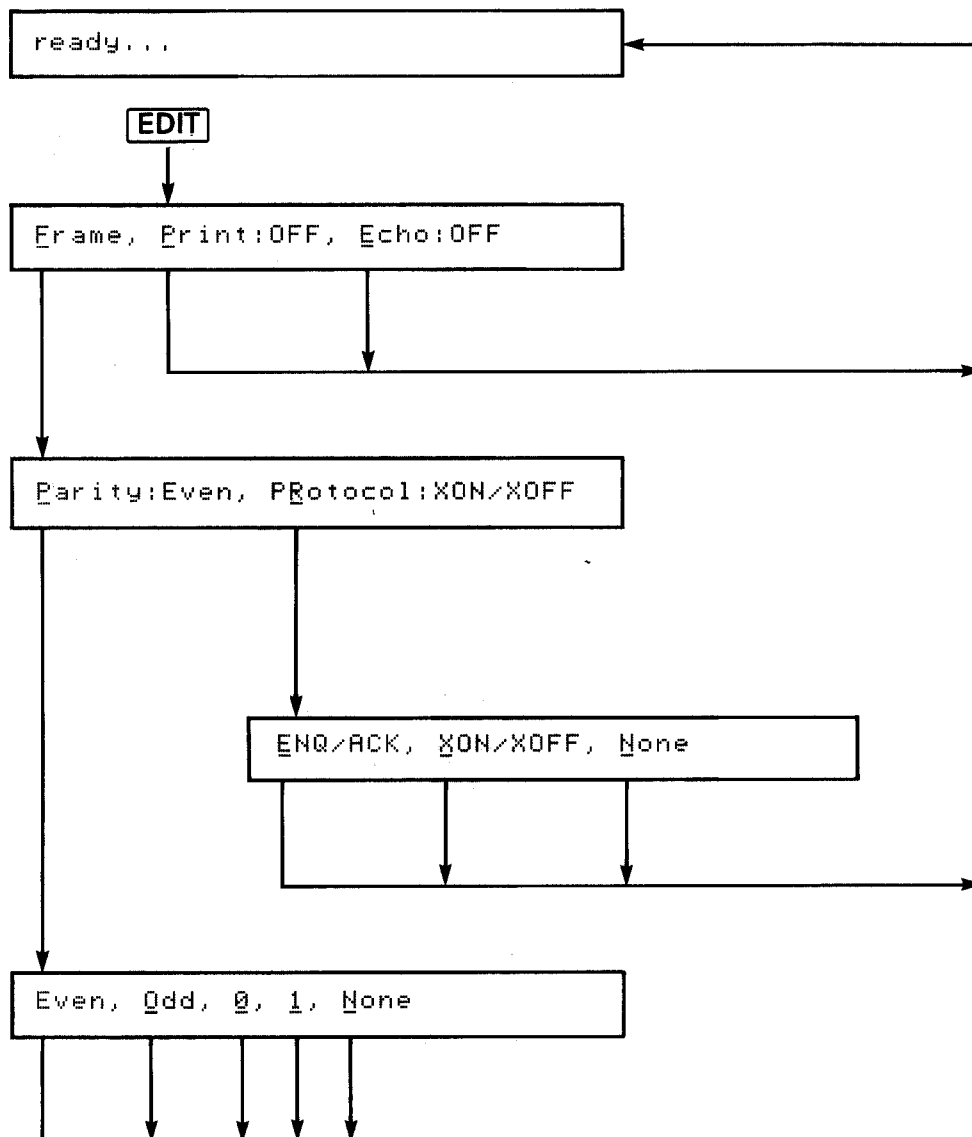 ready...
EDIT
Frame, Print:OFF, Echo:OFF
Parity:Even, PRotocol:XON/XOFF
ENQ/ACK, XON/XOFF, None
Even, Odd, 0, 1, None